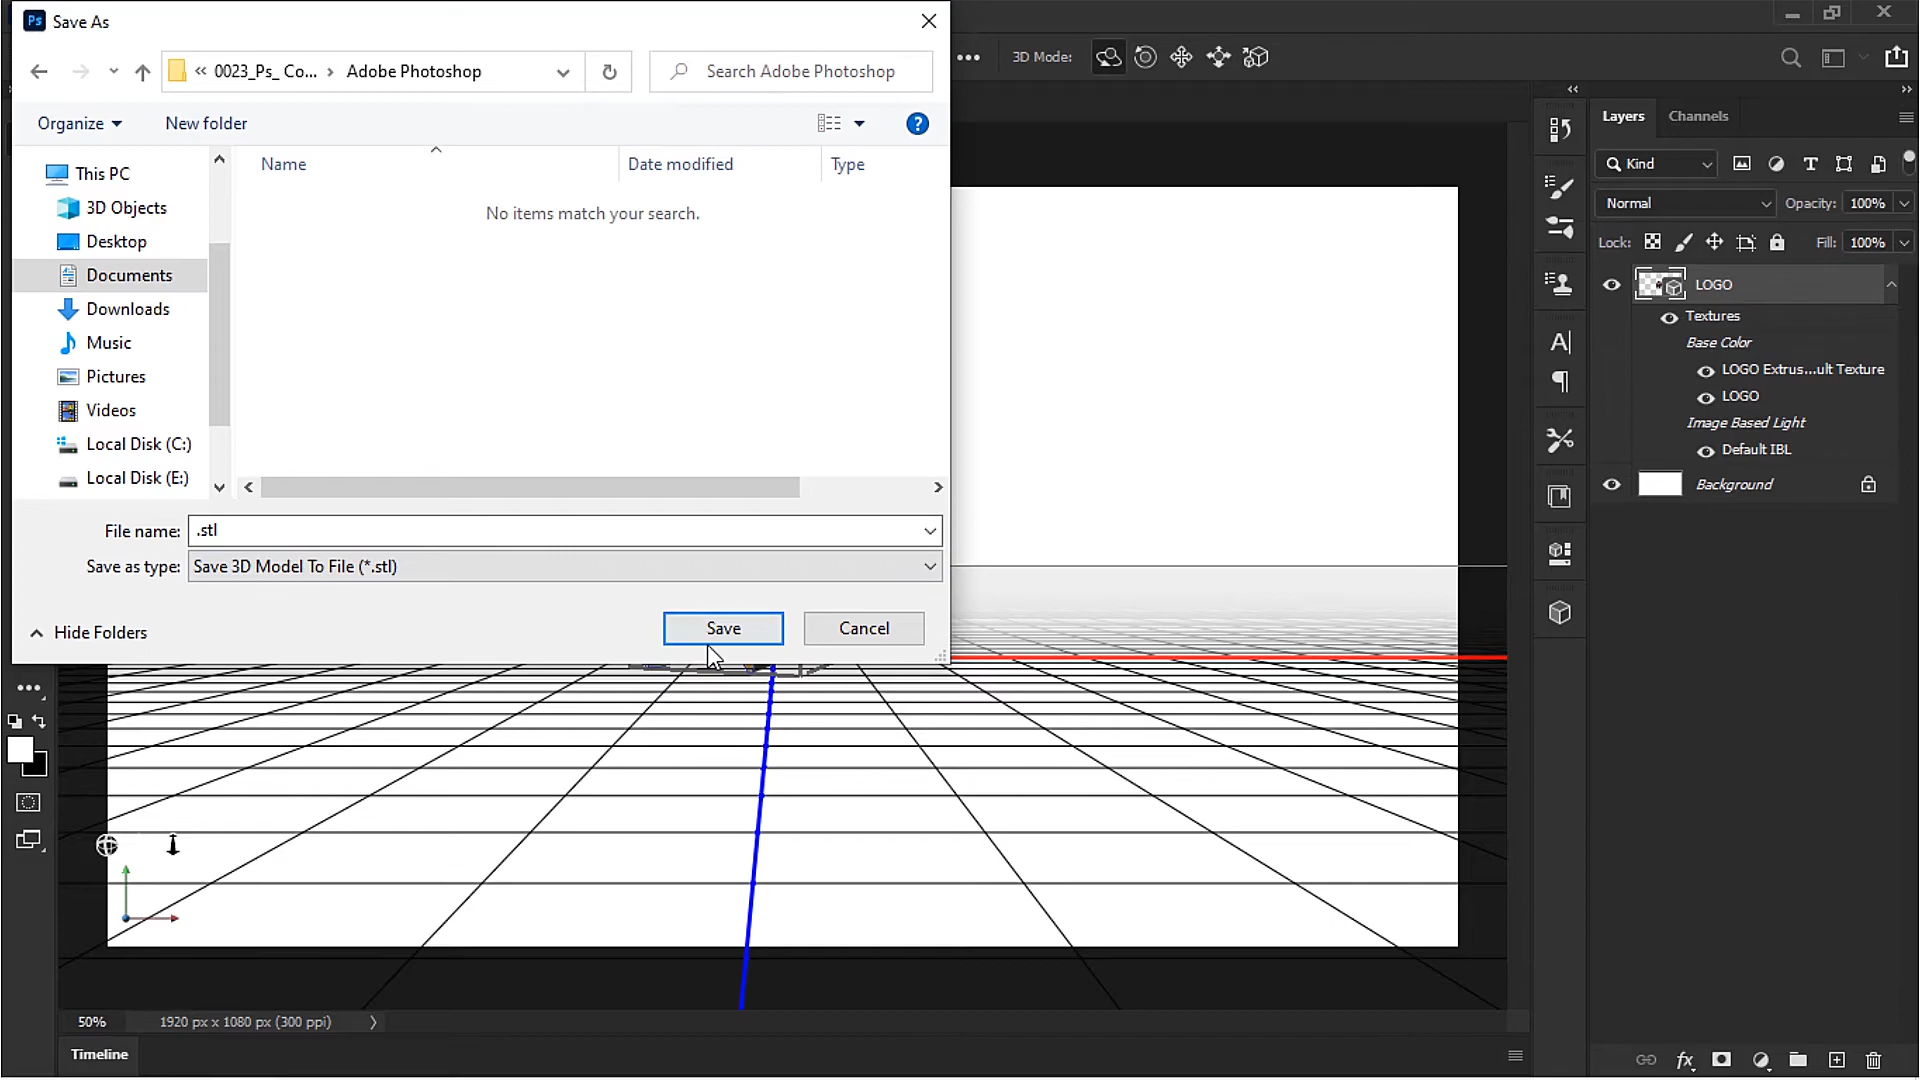 Ps Save As
« 0023_Ps_ Co... › Adobe Photoshop
Search Adobe Photoshop
3D Mode:
Organize
New folder
?
This PC
3D Objects
Desktop
Documents
Downloads
Music
Pictures
Videos
Local Disk (C:)
Local Disk (E:)
Name
Date modified
Type
No items match your search.
File name:
.stl
Save as type:
Save 3D Model To File (*.stl)
Hide Folders
Save
Cancel
Layers
Channels
Kind
T
Normal
Opacity:
100%
Lock:
Fill:
100%
LOGO
Textures
Base Color
LOGO Extrus...ult Texture
LOGO
Image Based Light
Default IBL
Background
A|
¶
50%
1920 px x 1080 px (300 ppi)
Timeline
fx